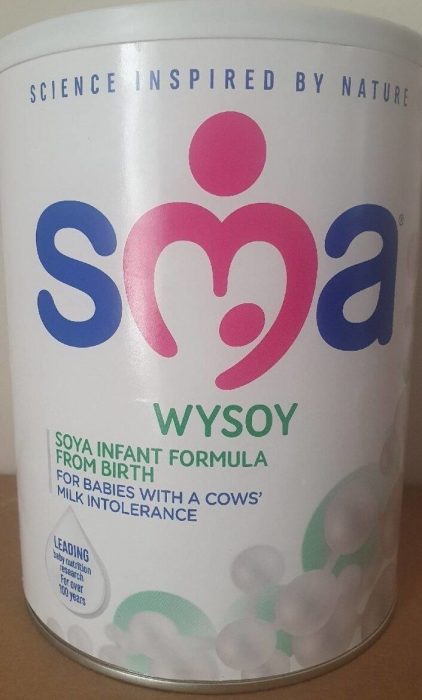 SCIENCE INSPIRED BY NATURE
sma®
WYSOY
SOYA INFANT FORMULA
FROM BIRTH
FOR BABIES WITH A COWS'
MILK INTOLERANCE
LEADING
baby nutrition
research
For over
100 years